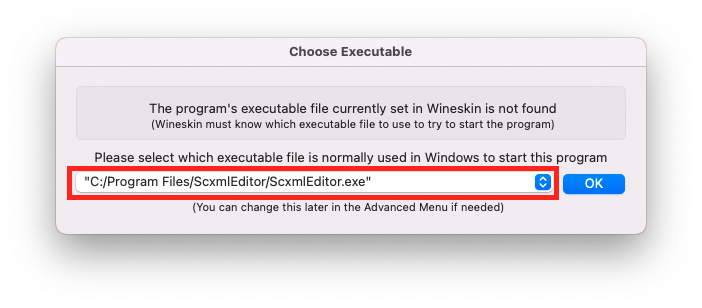 Choose Executable
The program's executable file currently set in Wineskin is not found
(Wineskin must know which executable file to use to try to start the program)
Please select which executable file is normally used in Windows to start this program
"C:/Program Files/ScxmlEditor/ScxmlEditor.exe"
OK
(You can change this later in the Advanced Menu if needed)